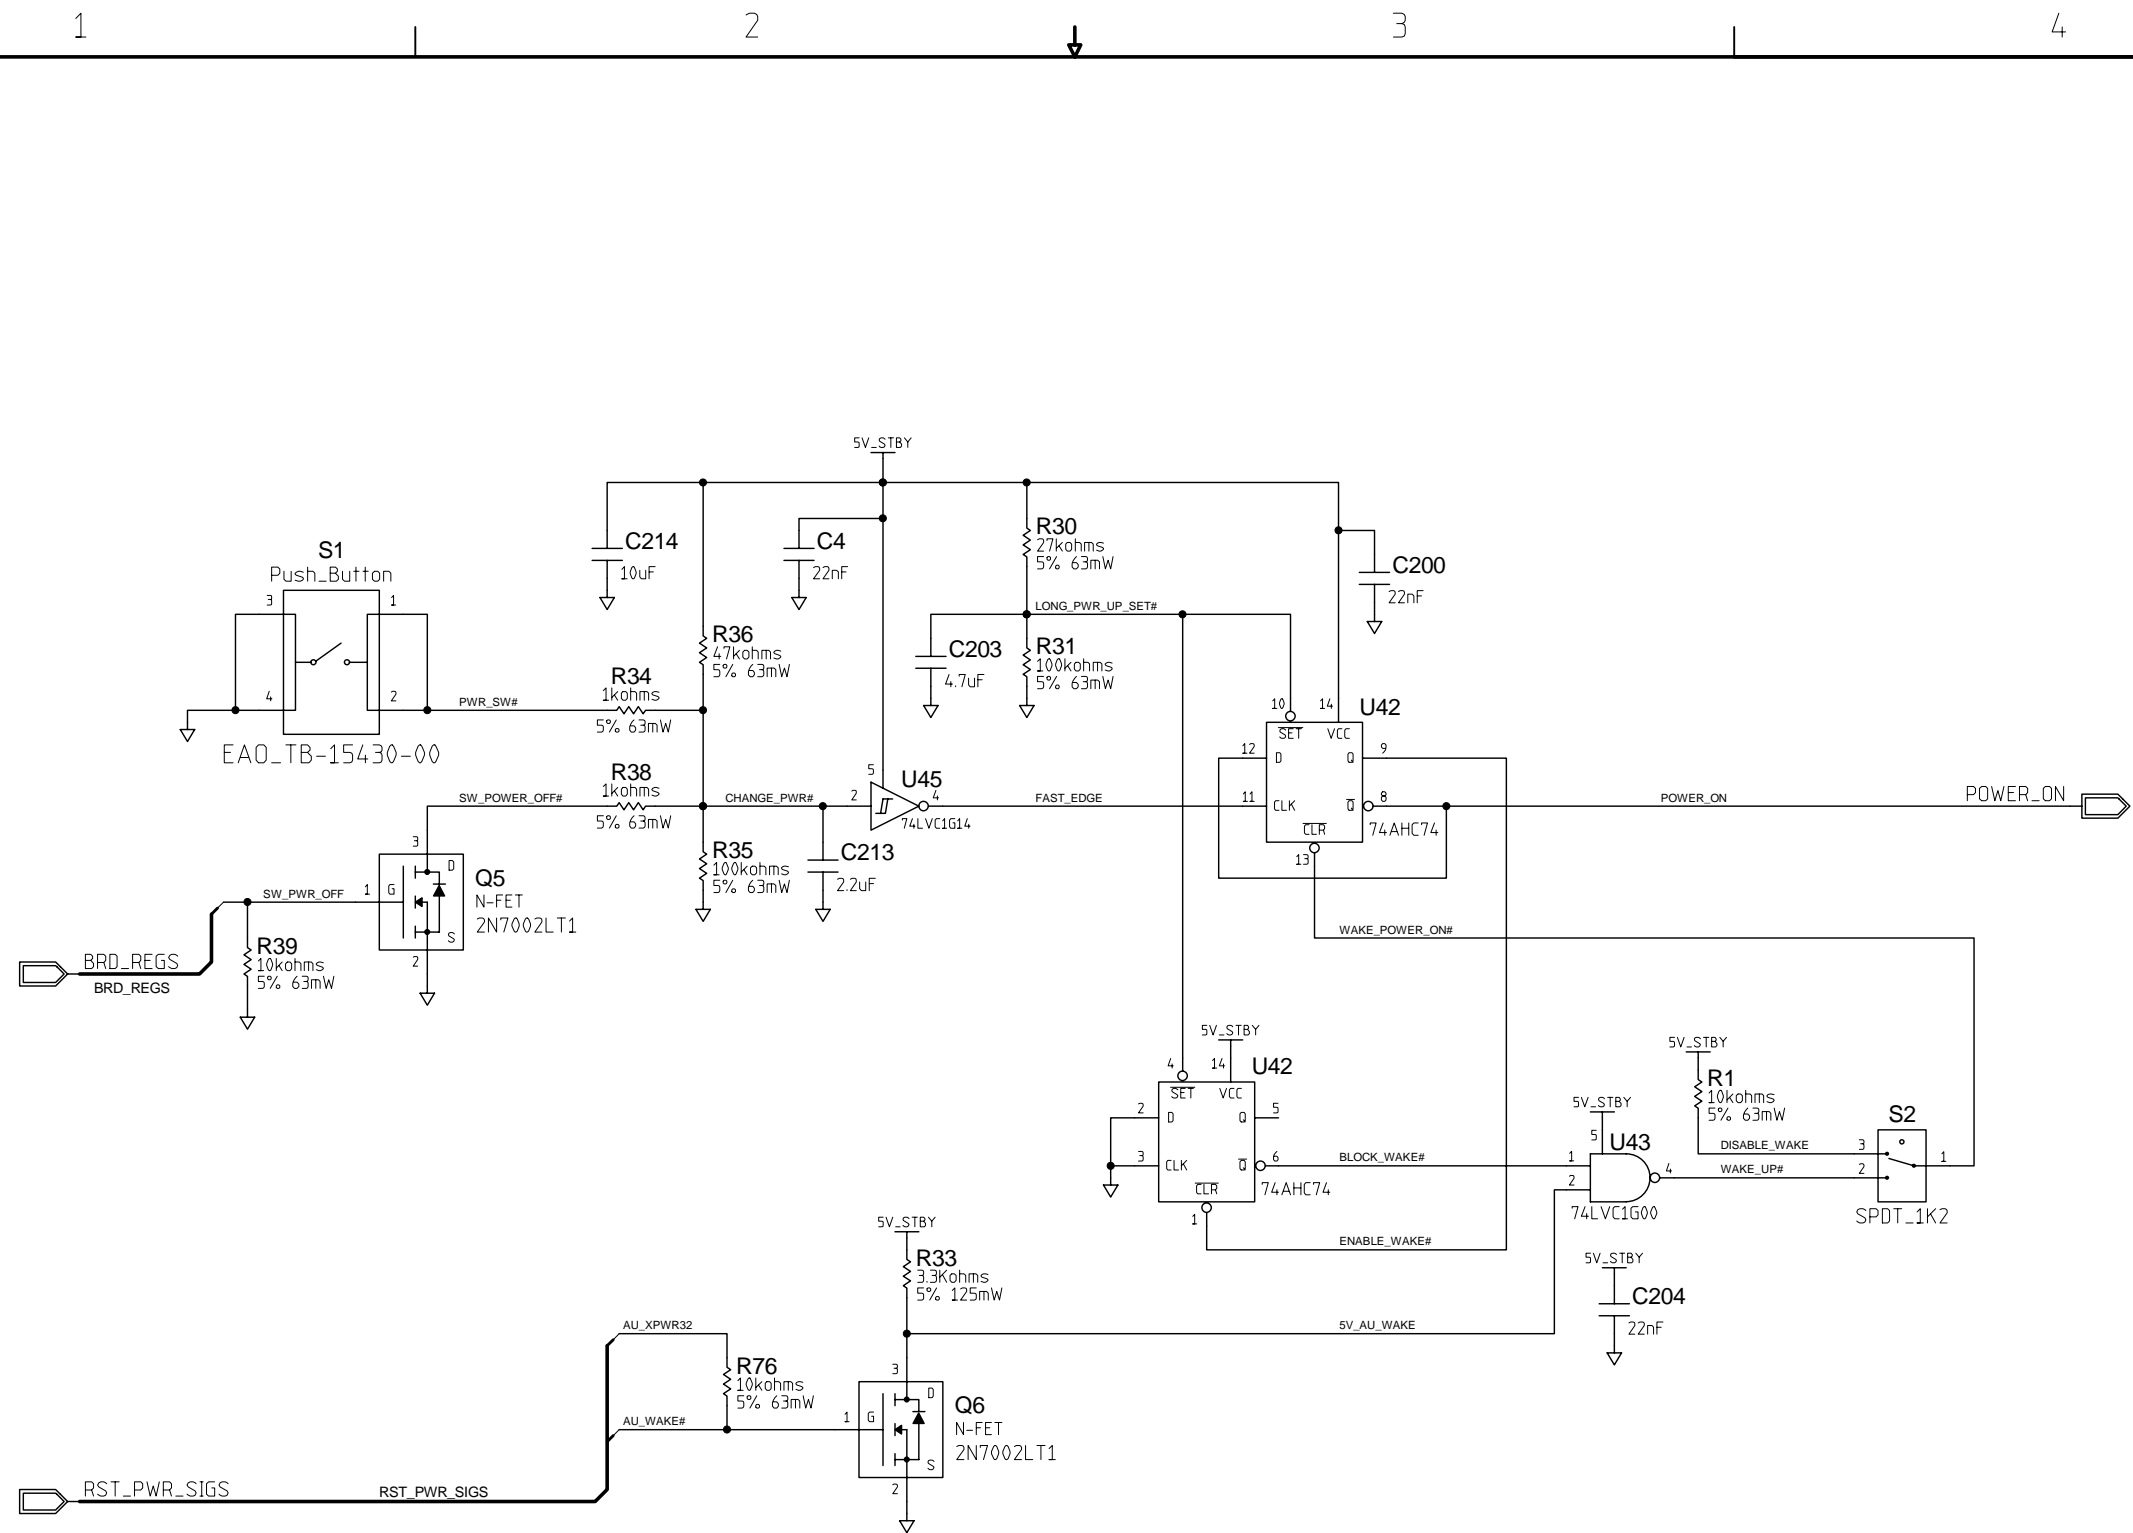 1 2 3 4
5V_STBY
S1
Push_Button
3 1
4 2
EAO_TB-15430-00
C214
10uF
C4
22nF
R30
27kohms
5% 63mW
C200
22nF
LONG_PWR_UP_SET#
R36
47kohms
5% 63mW
C203
4.7uF
R31
100kohms
5% 63mW
PWR_SW#
R34
1kohms
5% 63mW
10 14 U42
SET VCC
12 D Q 9
11 CLK Q 8
CLR
13
74AHC74
SW_POWER_OFF#
R38
1kohms
5% 63mW
CHANGE_PWR#
5
U45
2 4
74LVC1G14
FAST_EDGE
POWER_ON
POWER_ON
R35
100kohms
5% 63mW
C213
2.2uF
3
D
SW_PWR_OFF 1 G
S
2
Q5
N-FET
2N7002LT1
BRD_REGS
BRD_REGS
R39
10kohms
5% 63mW
WAKE_POWER_ON#
5V_STBY
4 14 U42
SET VCC
2 D Q 5
3 CLK Q 6
CLR
1
74AHC74
BLOCK_WAKE#
ENABLE_WAKE#
5V_STBY
R1
10kohms
5% 63mW
5V_STBY
5 U43
1
2
4
74LVC1G00
DISABLE_WAKE
WAKE_UP#
S2
3
2
1
SPDT_1K2
5V_STBY
C204
22nF
5V_STBY
R33
3.3Kohms
5% 125mW
5V_AU_WAKE
AU_XPWR32
R76
10kohms
5% 63mW
AU_WAKE#
3
D
1 G
S
2
Q6
N-FET
2N7002LT1
RST_PWR_SIGS
RST_PWR_SIGS